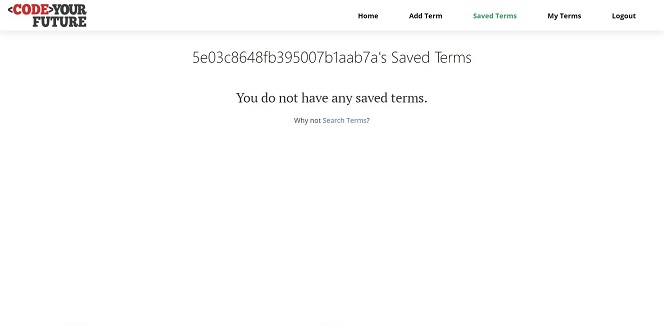 <CODE>YOUR
FUTURE
Home Add Term Saved Terms My Terms Logout
5e03c8648fb395007b1aab7a's Saved Terms
You do not have any saved terms.
Why not Search Terms?